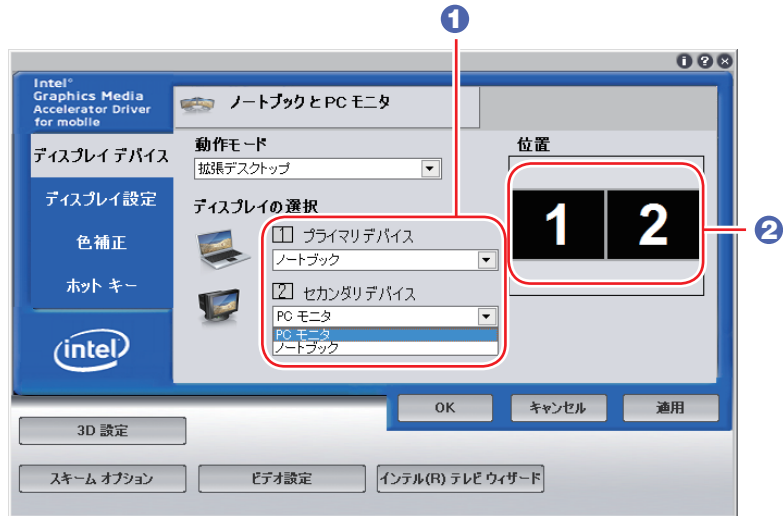 1
Intel®
Graphics Media
Accelerator Driver
for mobile
ノートブックとPC モニタ
ディスプレイ デバイス
ディスプレイ設定
色補正
ホット キー
intel
動作モード
拡張デスクトップ
ディスプレイの選択
1 プライマリデバイス
ノートブック
2 セカンダリデバイス
PC モニタ
PC モニタ
ノートブック
位置
1 2
2
OK キャンセル 適用
3D 設定
スキーム オプション ビデオ設定 インテル(R) テレビ ウィザード